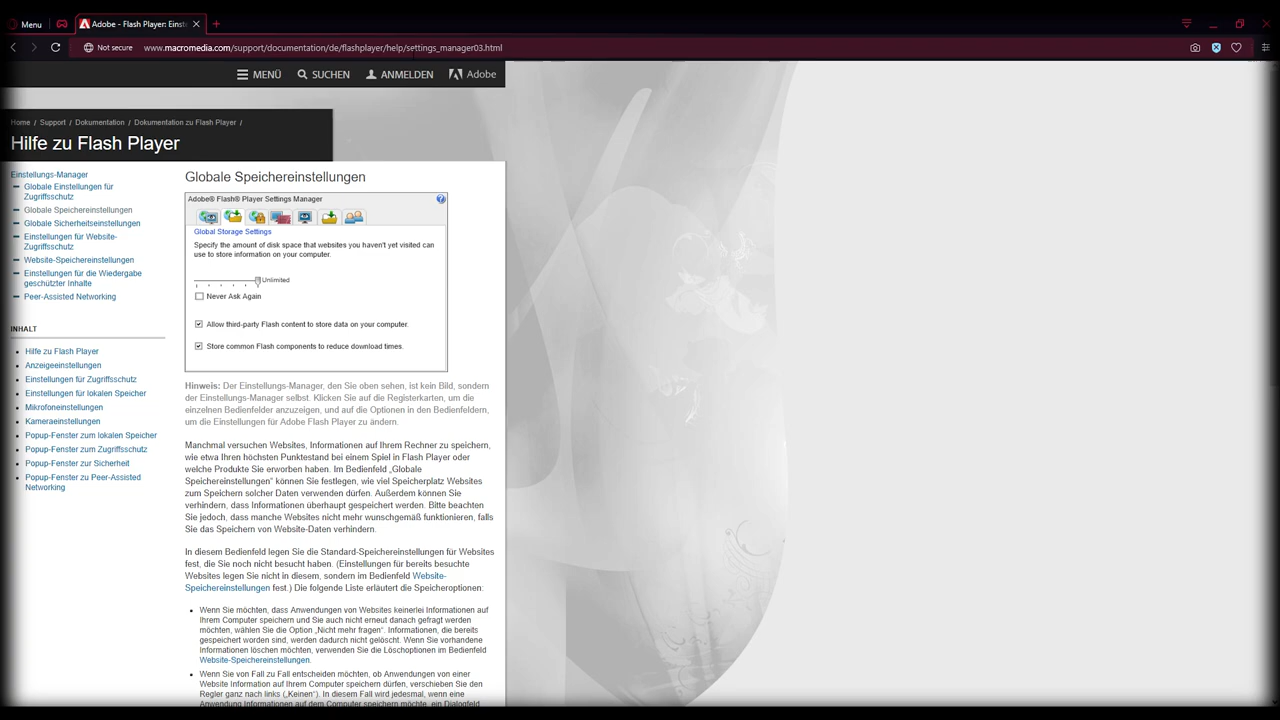 Menu
Adobe - Flash Player: Einst
Not secure
www.macromedia.com/support/documentation/de/flashplayer/help/settings_manager03.html
MENÜ SUCHEN ANMELDEN Adobe
Home / Support / Dokumentation / Dokumentation zu Flash Player /
Hilfe zu Flash Player
Einstellungs-Manager
Globale Einstellungen für
Zugriffsschutz
Globale Speichereinstellungen
Globale Sicherheitseinstellungen
Einstellungen für Website-
Zugriffsschutz
Website-Speichereinstellungen
Einstellungen für die Wiedergabe
geschützter Inhalte
Peer-Assisted Networking
INHALT
Hilfe zu Flash Player
Anzeigeeinstellungen
Einstellungen für Zugriffsschutz
Einstellungen für lokalen Speicher
Mikrofoneinstellungen
Kameraeinstellungen
Popup-Fenster zum lokalen Speicher
Popup-Fenster zum Zugriffsschutz
Popup-Fenster zur Sicherheit
Popup-Fenster zu Peer-Assisted
Networking
Globale Speichereinstellungen
Adobe® Flash® Player Settings Manager
Global Storage Settings
Specify the amount of disk space that websites you haven't yet visited can
use to store information on your computer.
Unlimited
Never Ask Again
Allow third-party Flash content to store data on your computer.
Store common Flash components to reduce download times.
Hinweis: Der Einstellungs-Manager, den Sie oben sehen, ist kein Bild, sondern
der Einstellungs-Manager selbst. Klicken Sie auf die Registerkarten, um die
einzelnen Bedienfelder anzuzeigen, und auf die Optionen in den Bedienfeldern,
um die Einstellungen für Adobe Flash Player zu ändern.
Manchmal versuchen Websites, Informationen auf Ihrem Rechner zu speichern,
wie etwa Ihren höchsten Punktestand bei einem Spiel in Flash Player oder
welche Produkte Sie erworben haben. Im Bedienfeld „Globale
Speichereinstellungen" können Sie festlegen, wie viel Speicherplatz Websites
zum Speichern solcher Daten verwenden dürfen. Außerdem können Sie
verhindern, dass Informationen überhaupt gespeichert werden. Bitte beachten
Sie jedoch, dass manche Websites nicht mehr wunschgemäß funktionieren, falls
Sie das Speichern von Website-Daten verhindern.
In diesem Bedienfeld legen Sie die Standard-Speichereinstellungen für Websites
fest, die Sie noch nicht besucht haben. (Einstellungen für bereits besuchte
Websites legen Sie nicht in diesem, sondern im Bedienfeld Website-
Speichereinstellungen fest.) Die folgende Liste erläutert die Speicheroptionen:
Wenn Sie möchten, dass Anwendungen von Websites keinerlei Informationen auf
Ihrem Computer speichern und Sie auch nicht erneut danach gefragt werden
möchten, wählen Sie die Option „Nicht mehr fragen". Informationen, die bereits
gespeichert worden sind, werden dadurch nicht gelöscht. Wenn Sie vorhandene
Informationen löschen möchten, verwenden Sie die Löschoptionen im Bedienfeld
Website-Speichereinstellungen.
Wenn Sie von Fall zu Fall entscheiden möchten, ob Anwendungen von einer
Website Information auf Ihrem Computer speichern dürfen, verschieben Sie den
Regler ganz nach links („Keinen"). In diesem Fall wird jedesmal, wenn eine
Anwendung Informationen auf dem Computer speichern möchte, ein Dialogfeld